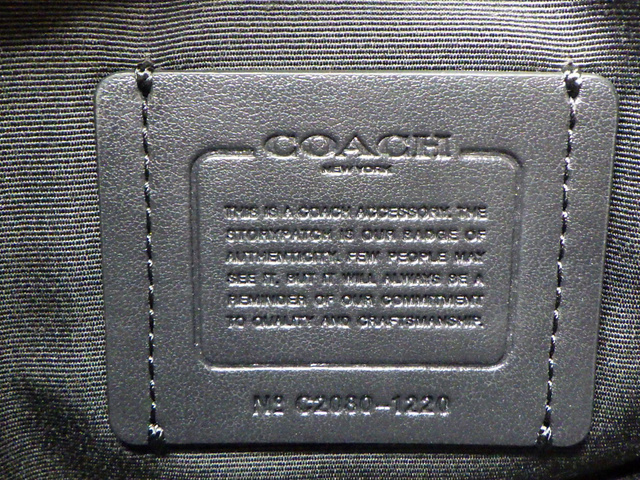 COACH
NEW YORK
THIS IS A COACH ACCESSORY. THE
STORYPATCH IS OUR BADGE OF
AUTHENTICITY. FEW PEOPLE MAY
SEE IT, BUT IT WILL ALWAYS BE A
REMINDER OF OUR COMMITMENT
TO QUALITY AND CRAFTSMANSHIP.
Nº C2080-1220